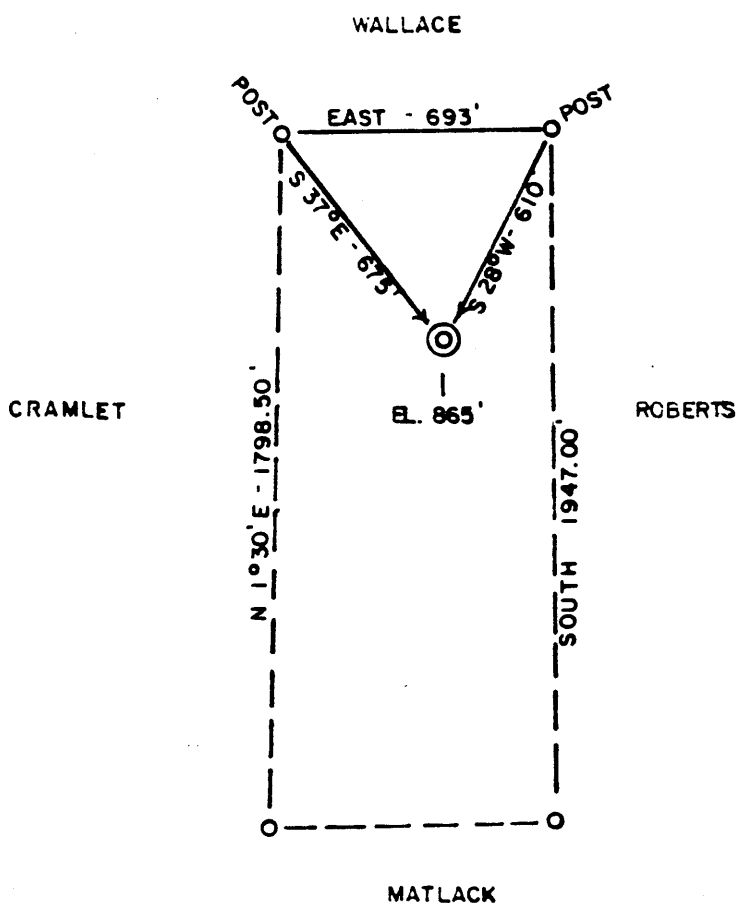 WALLACE
POST
EAST - 693'
POST
S 37°E - 675'
S 28°W - 610'
EL. 865'
CRAMLET
ROBERTS
N 1°30' E - 1798.50'
SOUTH 1947.00'
MATLACK